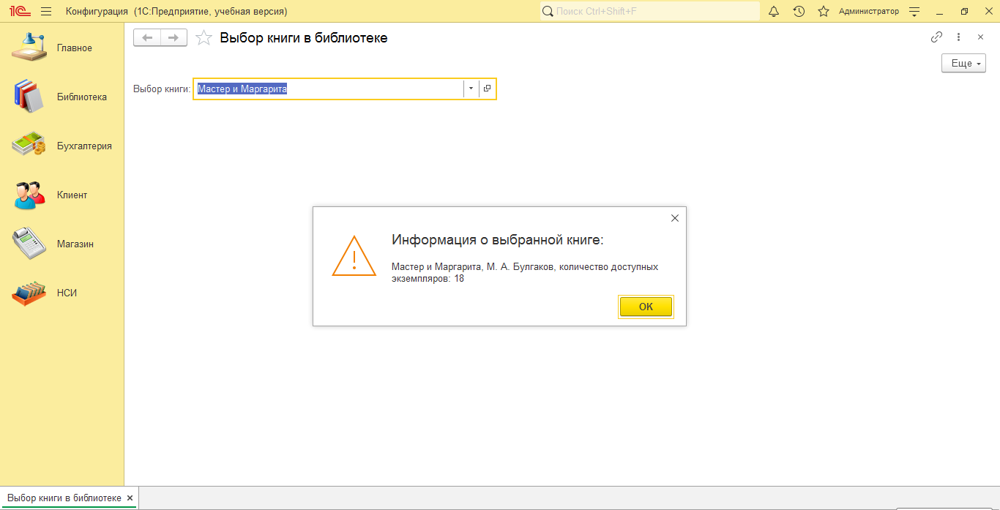 1С Конфигурация (1С:Предприятие, учебная версия) Поиск Ctrl+Shift+F Администратор
Главное
Библиотека
Бухгалтерия
Клиент
Магазин
НСИ
Выбор книги в библиотеке
Еще
Выбор книги: Мастер и Маргарита
Информация о выбранной книге:
Мастер и Маргарита, М. А. Булгаков, количество доступных
экземпляров: 18
ОК
Выбор книги в библиотеке